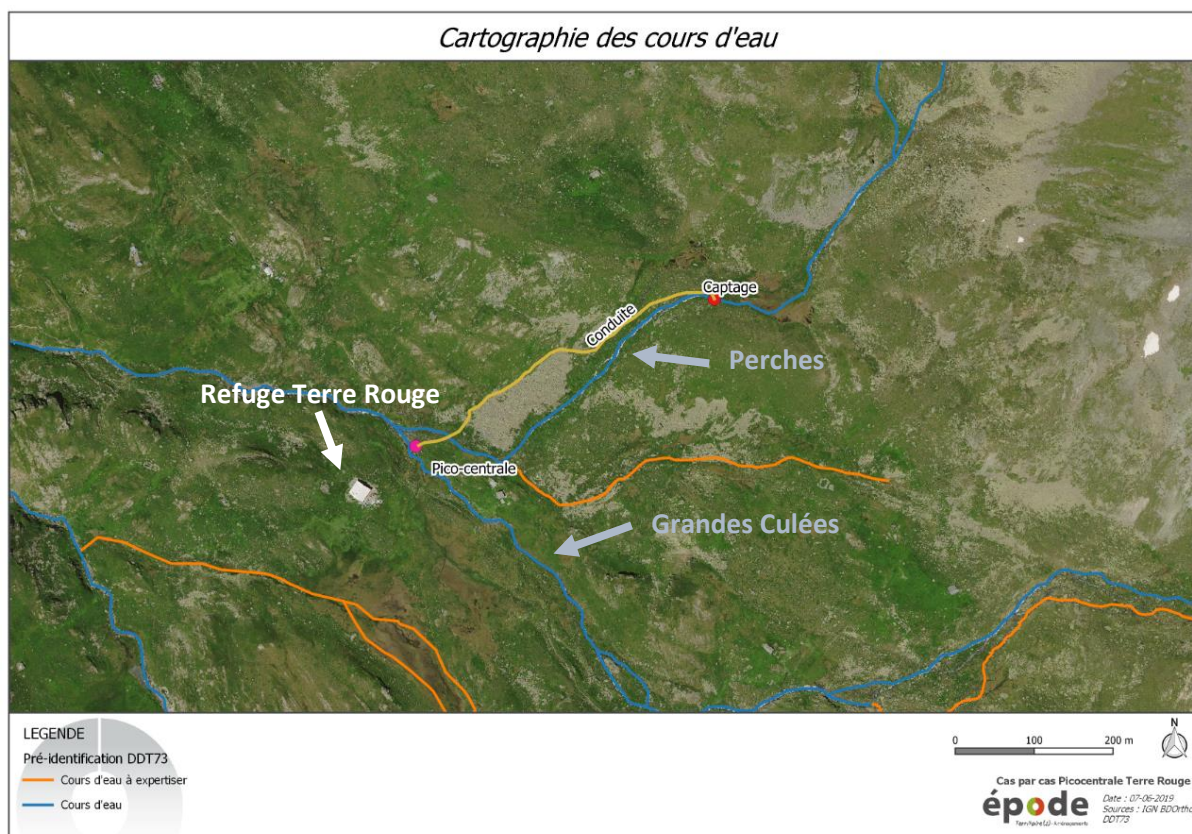 Cartographie des cours d'eau
Captage
Conduite
Perches
Refuge Terre Rouge
Pico-centrale
Grandes Culées
LEGENDE
Pré-identification DDT73
Cours d'eau à expertiser
Cours d'eau
0 100 200 m
N
Cas par cas Picocentrale Terre Rouge
épode
Date : 07-06-2019
Sources : IGN BDOrtho
DDT73